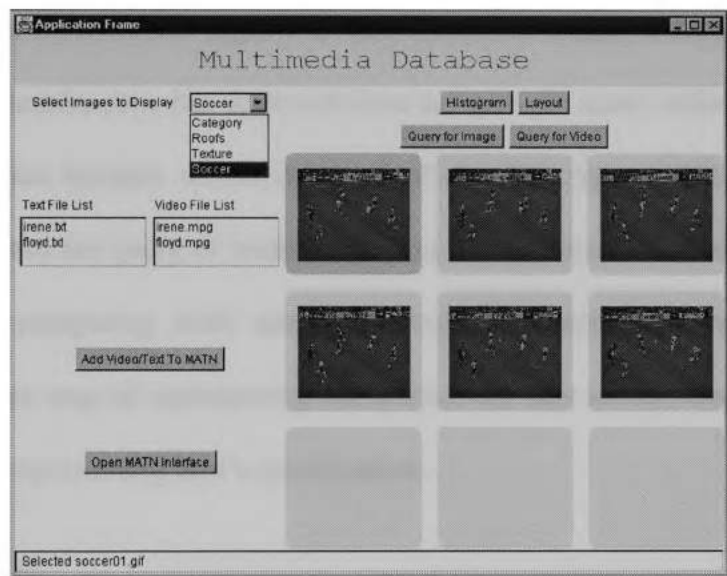 Application Frame
Multimedia Database
Select Images to Display Soccer
Category
Roofs
Texture
Soccer
Histogram Layout
Query for Image Query for Video
Text File List
irene.txt
floyd.txt
Video File List
irene.mpg
floyd.mpg
Add Video/Text To MATN
Open MATN Interface
Selected soccer01.gif